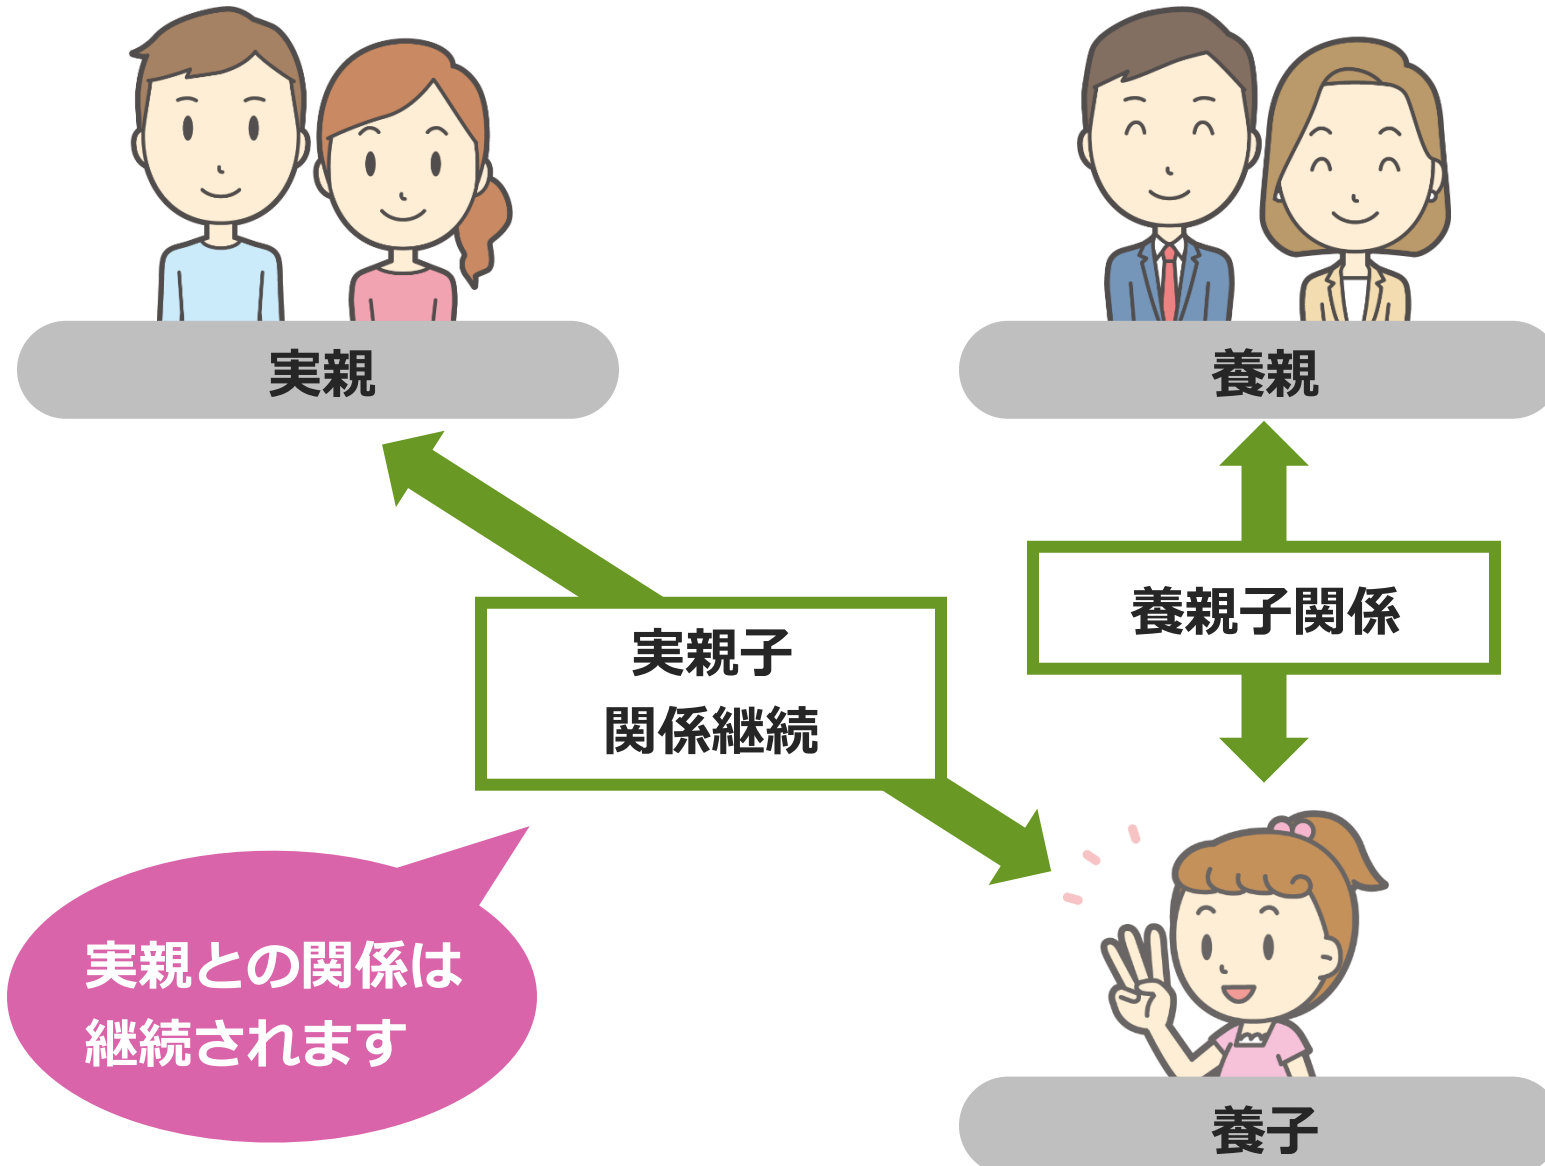 実親
養親
養親子関係
実親子
関係継続
実親との関係は
継続されます
養子